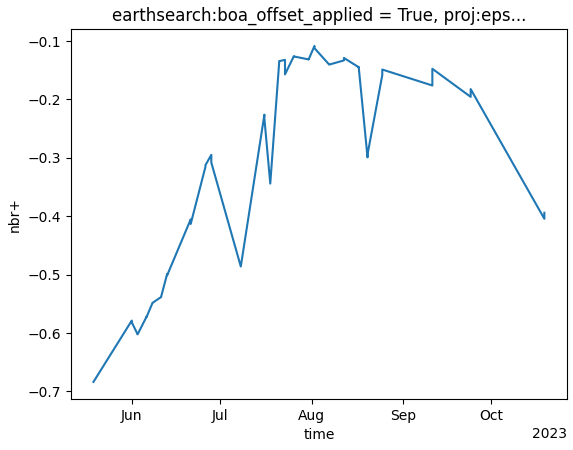 earthsearch:boa_offset_applied = True, proj:eps...
−0.1
−0.2
−0.3
−0.4
−0.5
−0.6
−0.7
nbr+
Jun Jul Aug Sep Oct
time
2023